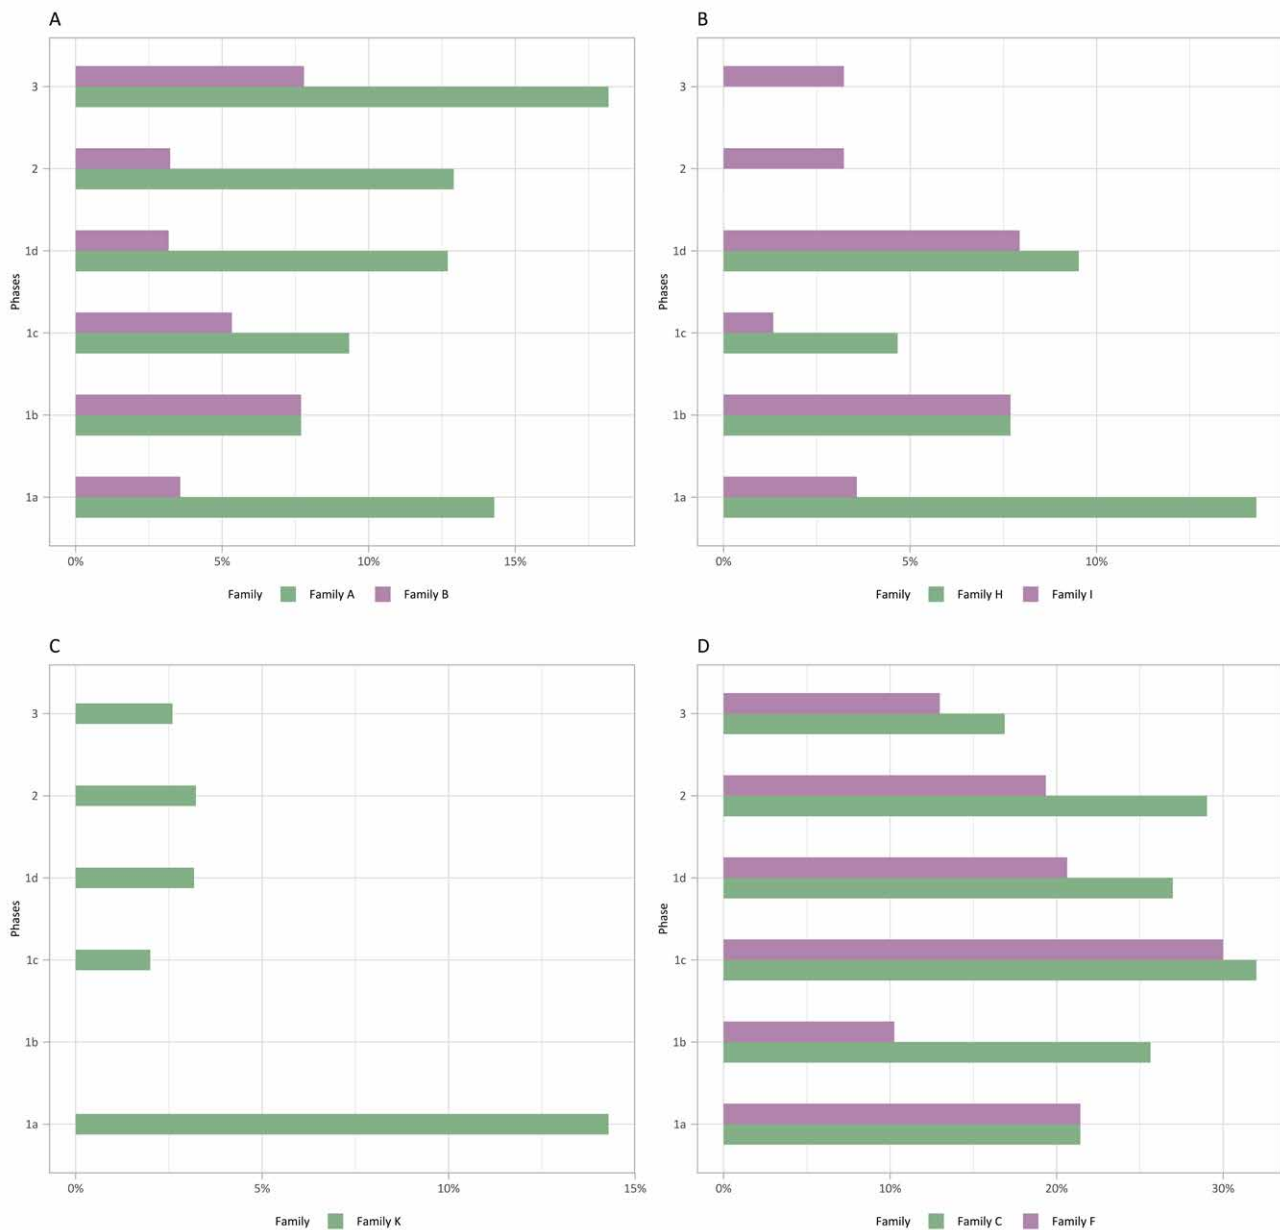 A
Phases
3
2
1d
1c
1b
1a
0% 5% 10% 15%
Family Family A Family B
B
Phases
3
2
1d
1c
1b
1a
0% 5% 10%
Family Family H Family I
C
Phases
3
2
1d
1c
1b
1a
0% 5% 10% 15%
Family Family K
D
Phase
3
2
1d
1c
1b
1a
0% 10% 20% 30%
Family Family C Family F